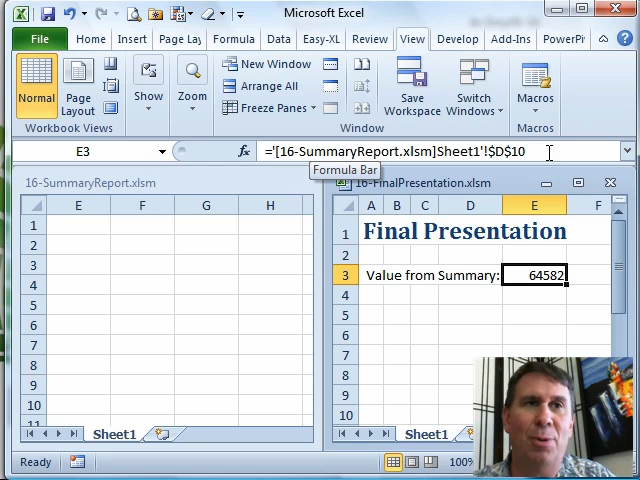 Microsoft Excel
File Home Insert Page Lay Formula Data Easy-XL Review View Develop Add-Ins PowerPiv
Normal Page Layout Show Zoom New Window Arrange All Freeze Panes Save Workspace Switch Windows Macros
Workbook Views Window Macros
E3 fx ='[16-SummaryReport.xlsm]Sheet1'!$D$10
Formula Bar
16-SummaryReport.xlsm
E F G H
1
2
3
4
5
6
7
8
9
10
11
Sheet1
16-FinalPresentation.xlsm
A B C D E F
1 Final Presentation
2
3 Value from Summary: 64582
4
5
6
7
8
9
10
Sheet1
Ready 100%